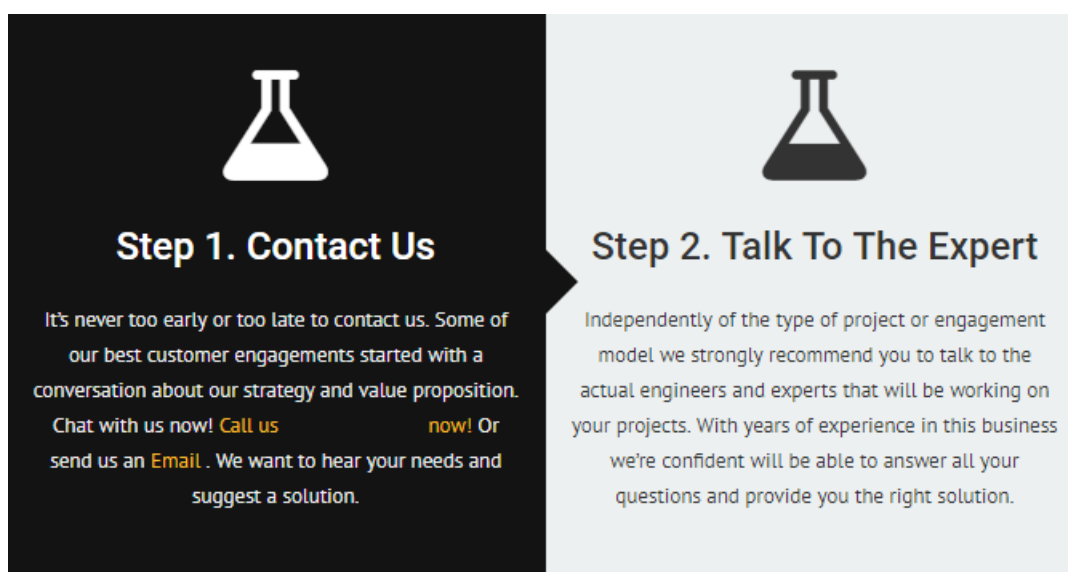 Step 1. Contact Us
It's never too early or too late to contact us. Some of
our best customer engagements started with a
conversation about our strategy and value proposition.
Chat with us now! Call us now! Or
send us an Email . We want to hear your needs and
suggest a solution.
Step 2. Talk To The Expert
Independently of the type of project or engagement
model we strongly recommend you to talk to the
actual engineers and experts that will be working on
your projects. With years of experience in this business
we're confident will be able to answer all your
questions and provide you the right solution.